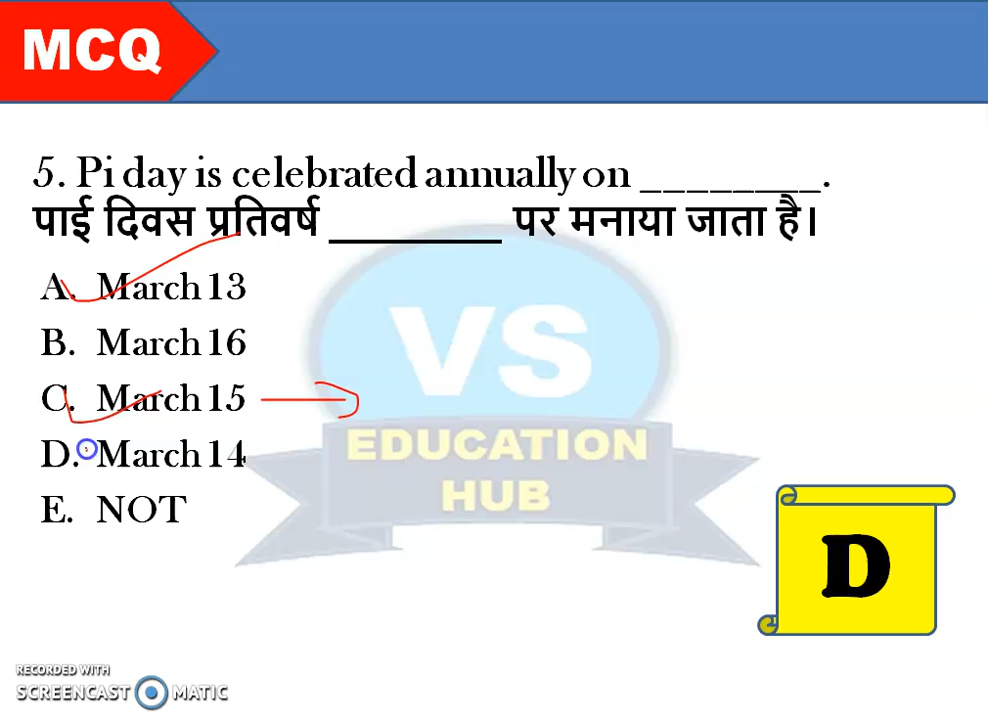 MCQ
5. Pi day is celebrated annually on ________.
पाई दिवस प्रतिवर्ष ________ पर मनाया जाता है।
A. March 13
B. March 16
C. March 15
D. March 14
E. NOT
VS
EDUCATION
HUB
D
RECORDED WITH
SCREENCAST MATIC